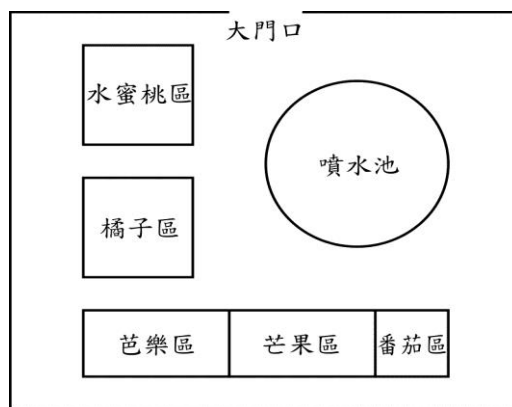 大門口
水蜜桃區
噴水池
橘子區
芭樂區
芒果區
番茄區